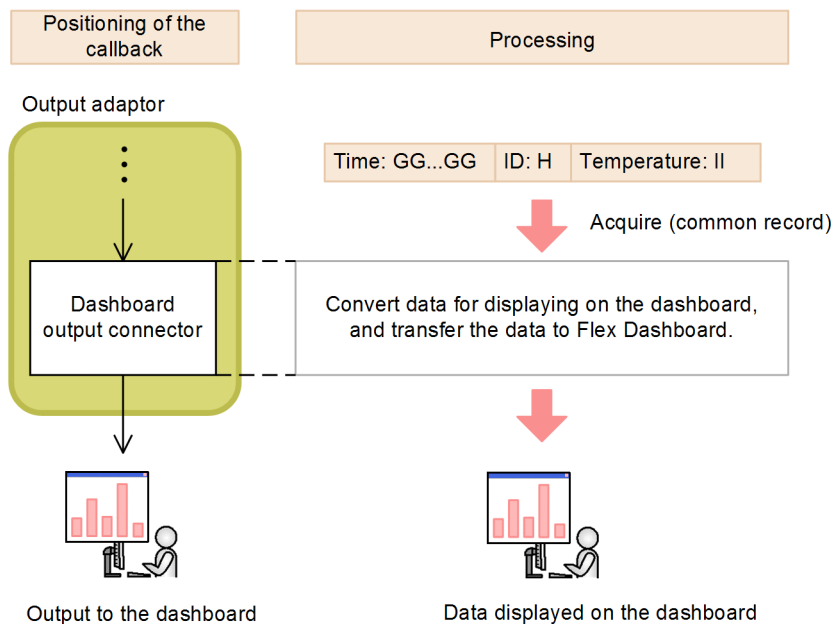 Positioning of the
callback
Processing
Output adaptor
Time: GG...GG
ID: H
Temperature: II
Acquire (common record)
Dashboard
output connector
Convert data for displaying on the dashboard,
and transfer the data to Flex Dashboard.
Output to the dashboard
Data displayed on the dashboard